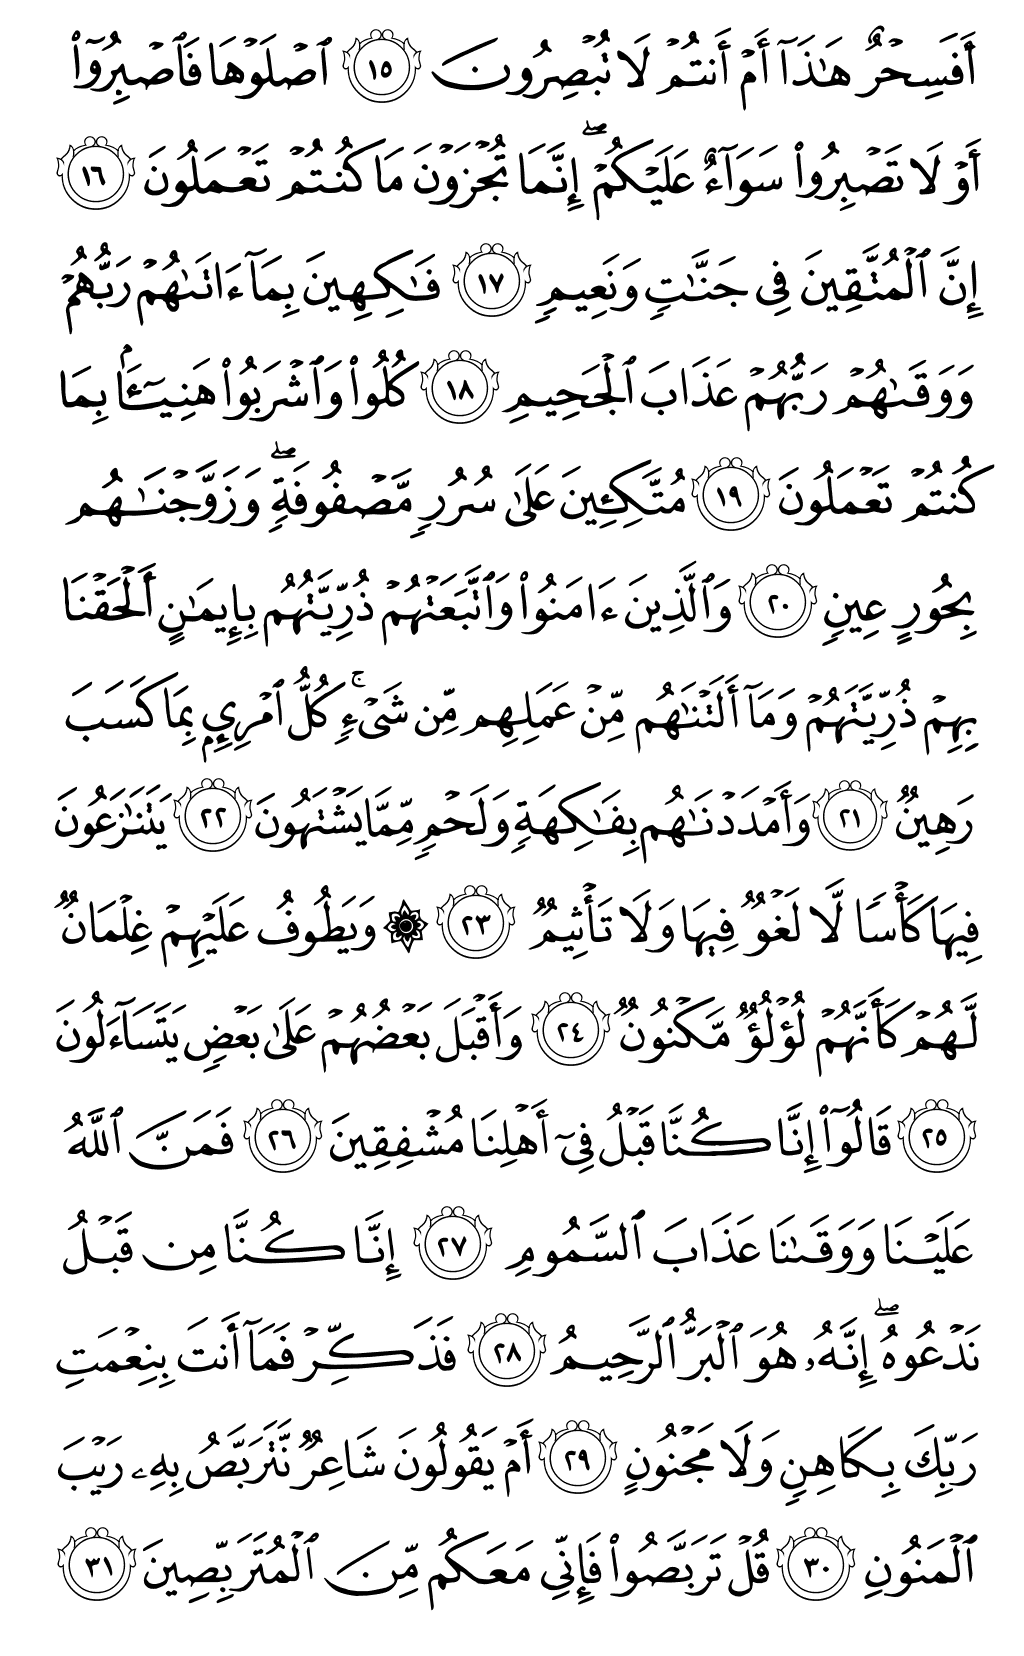 أَفَسِحْرٌ هَٰذَآ أَمْ أَنتُمْ لَا تُبْصِرُونَ ١٥ ٱصْلَوْهَا فَٱصْبِرُوٓا۟
أَوْ لَا تَصْبِرُوا۟ سَوَآءٌ عَلَيْكُمْ ۖ إِنَّمَا تُجْزَوْنَ مَا كُنتُمْ تَعْمَلُونَ ١٦
إِنَّ ٱلْمُتَّقِينَ فِى جَنَّٰتٍ وَنَعِيمٍ ١٧ فَٰكِهِينَ بِمَآ ءَاتَىٰهُمْ رَبُّهُمْ
وَوَقَىٰهُمْ رَبُّهُمْ عَذَابَ ٱلْجَحِيمِ ١٨ كُلُوا۟ وَٱشْرَبُوا۟ هَنِيٓـًٔۢا بِمَا
كُنتُمْ تَعْمَلُونَ ١٩ مُتَّكِـِٔينَ عَلَىٰ سُرُرٍ مَّصْفُوفَةٍ ۖ وَزَوَّجْنَٰهُم
بِحُورٍ عِينٍ ٢٠ وَٱلَّذِينَ ءَامَنُوا۟ وَٱتَّبَعَتْهُمْ ذُرِّيَّتُهُم بِإِيمَٰنٍ أَلْحَقْنَا
بِهِمْ ذُرِّيَّتَهُمْ وَمَآ أَلَتْنَٰهُم مِّنْ عَمَلِهِم مِّن شَىْءٍ ۚ كُلُّ ٱمْرِئٍۭ بِمَا كَسَبَ
رَهِينٌ ٢١ وَأَمْدَدْنَٰهُم بِفَٰكِهَةٍ وَلَحْمٍ مِّمَّا يَشْتَهُونَ ٢٢ يَتَنَٰزَعُونَ
فِيهَا كَأْسًا لَّا لَغْوٌ فِيهَا وَلَا تَأْثِيمٌ ٢٣ ۞ وَيَطُوفُ عَلَيْهِمْ غِلْمَانٌ
لَّهُمْ كَأَنَّهُمْ لُؤْلُؤٌ مَّكْنُونٌ ٢٤ وَأَقْبَلَ بَعْضُهُمْ عَلَىٰ بَعْضٍ يَتَسَآءَلُونَ
٢٥ قَالُوٓا۟ إِنَّا كُنَّا قَبْلُ فِىٓ أَهْلِنَا مُشْفِقِينَ ٢٦ فَمَنَّ ٱللَّهُ
عَلَيْنَا وَوَقَىٰنَا عَذَابَ ٱلسَّمُومِ ٢٧ إِنَّا كُنَّا مِن قَبْلُ
نَدْعُوهُ ۖ إِنَّهُۥ هُوَ ٱلْبَرُّ ٱلرَّحِيمُ ٢٨ فَذَكِّرْ فَمَآ أَنتَ بِنِعْمَتِ
رَبِّكَ بِكَاهِنٍ وَلَا مَجْنُونٍ ٢٩ أَمْ يَقُولُونَ شَاعِرٌ نَّتَرَبَّصُ بِهِۦ رَيْبَ
ٱلْمَنُونِ ٣٠ قُلْ تَرَبَّصُوا۟ فَإِنِّى مَعَكُم مِّنَ ٱلْمُتَرَبِّصِينَ ٣١